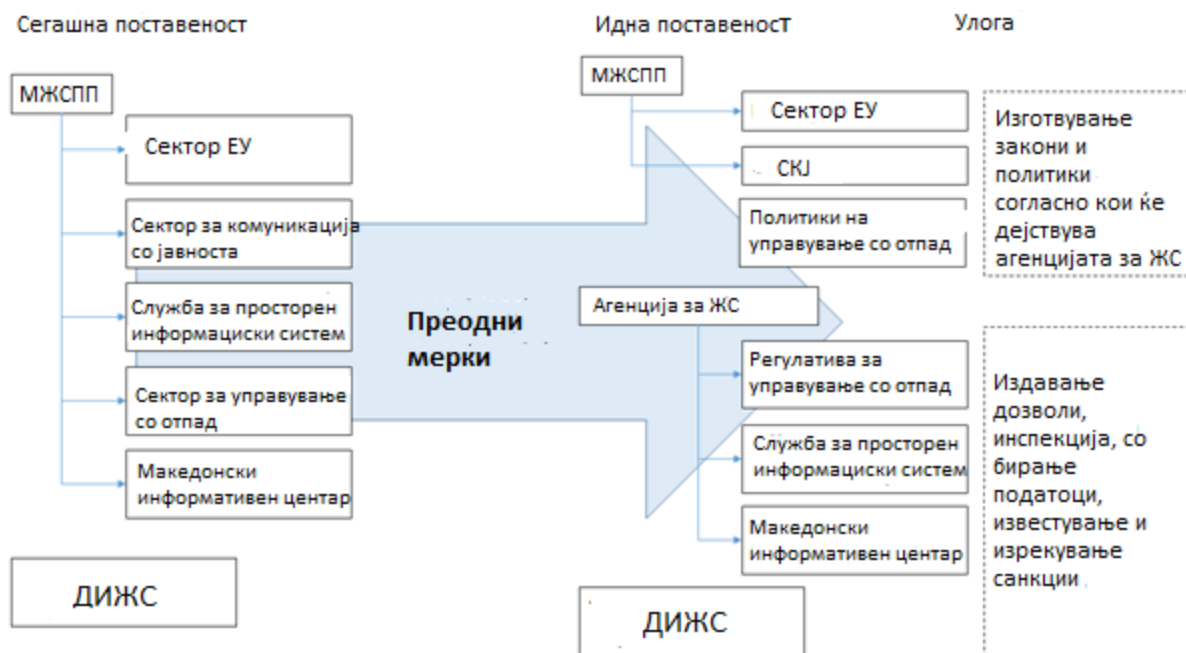 Сегашна поставеност
МЖСПП
Сектор ЕУ
Сектор за комуникација
со јавноста
Служба за просторен
информациски систем
Сектор за управување
со отпад
Македонски
информативен центар
ДИЖС
Преодни
мерки
Идна поставеност
МЖСПП
Сектор ЕУ
СКЈ
Политики на
управување со отпад
Агенција за ЖС
Регулатива за
управување со отпад
Служба за просторен
информациски систем
Македонски
информативен центар
ДИЖС
Улога
Изготвување
закони и
политики
согласно кои ќе
дејствува
агенцијата за ЖС
Издавање
дозволи,
инспекција, со
бирање
податоци,
известување и
изрекување
санкции